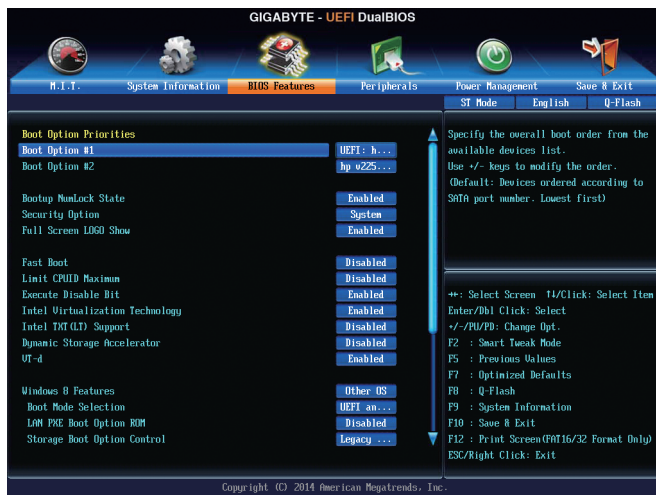 GIGABYTE - UEFI DualBIOS
M.I.T.
System Information
BIOS Features
Peripherals
Power Management
Save & Exit
ST Mode
English
Q-Flash
Boot Option Priorities
Boot Option #1 UEFI: h...
Boot Option #2 hp v225...
Bootup NumLock State Enabled
Security Option System
Full Screen LOGO Show Enabled
Fast Boot Disabled
Limit CPUID Maximum Disabled
Execute Disable Bit Enabled
Intel Virtualization Technology Enabled
Intel TXT(LT) Support Disabled
Dynamic Storage Accelerator Disabled
VT-d Enabled
Windows 8 Features Other OS
Boot Mode Selection UEFI an...
LAN PXE Boot Option ROM Disabled
Storage Boot Option Control Legacy ...
Specify the overall boot order from the
available devices list.
Use +/- keys to modify the order.
(Default: Devices ordered according to
SATA port number. Lowest first)
→←: Select Screen ↑↓/Click: Select Item
Enter/Dbl Click: Select
+/-/PU/PD: Change Opt.
F2 : Smart Tweak Mode
F5 : Previous Values
F7 : Optimized Defaults
F8 : Q-Flash
F9 : System Information
F10 : Save & Exit
F12 : Print Screen(FAT16/32 Format Only)
ESC/Right Click: Exit
Copyright (C) 2014 American Megatrends, Inc.